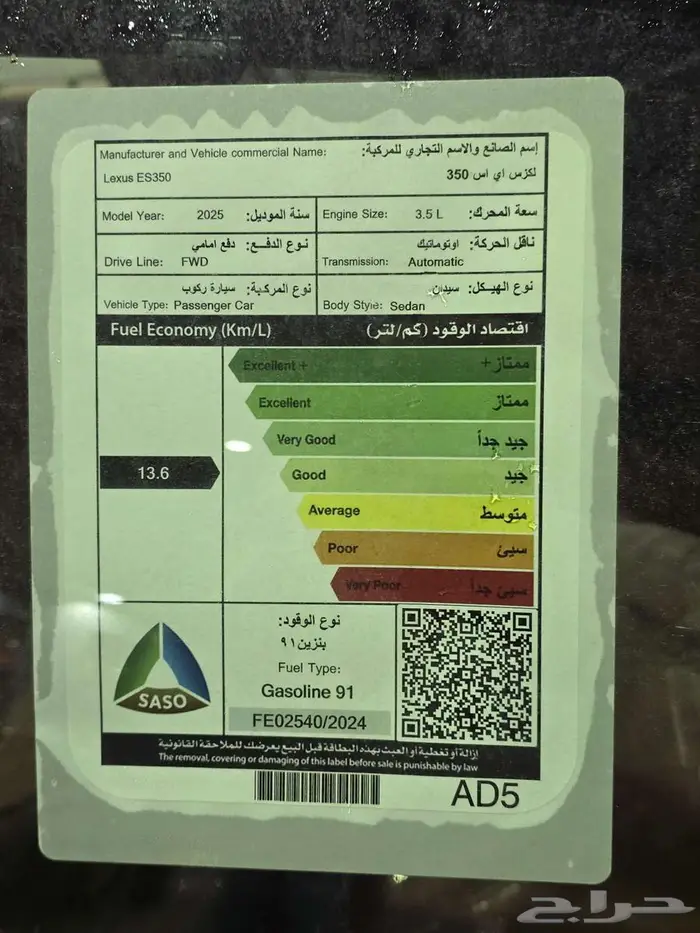 Manufacturer and Vehicle commercial Name: إسم الصانع والاسم التجاري للمركبة:
Lexus ES350 لكزس اي اس 350
Model Year: 2025 سنة الموديل: Engine Size: 3.5 L سعة المحرك:
نوع الدفع: دفع امامي ناقل الحركة: اوتوماتيك
Drive Line: FWD Transmission: Automatic
نوع المركبة: سيارة ركوب نوع الهيكل: سيدان
Vehicle Type: Passenger Car Body Style: Sedan
Fuel Economy (Km/L) اقتصاد الوقود (كم/لتر)
Excellent + ممتاز+
Excellent ممتاز
Very Good جيد جداً
13.6 Good جيد
Average متوسط
Poor سيئ
Very Poor سيئ جداً
نوع الوقود:
بنزين٩١
Fuel Type:
Gasoline 91
SASO
FE02540/2024
إزالة أو تغطية أو العبث بهذه البطاقة قبل البيع يعرضك للملاحقة القانونية
The removal, covering or damaging of this label before sale is punishable by law
AD5
حراج